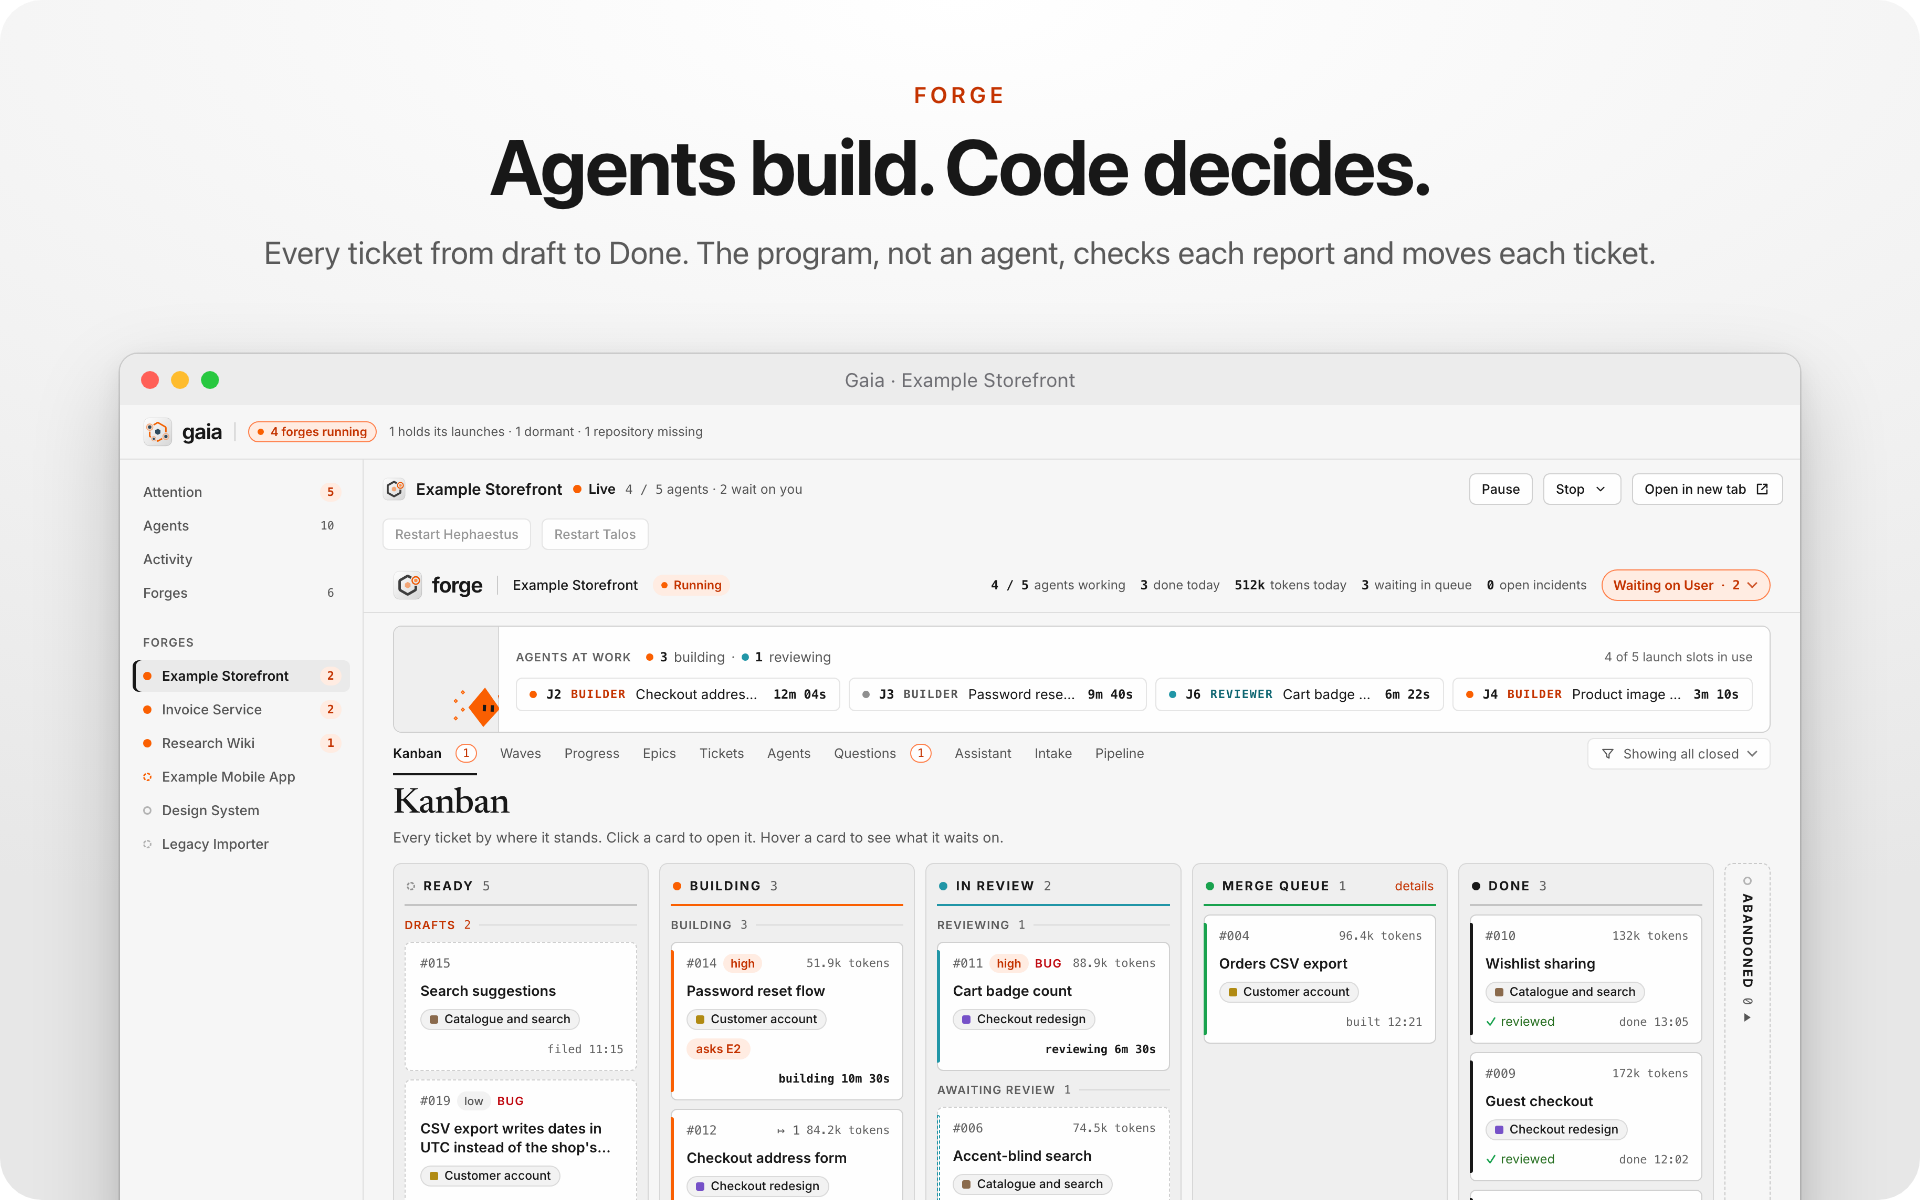 FORGE
Agents build. Code decides.
Every ticket from draft to Done. The program, not an agent, checks each report and moves each ticket.
Gaia · Example Storefront
gaia
4 forges running
1 holds its launches · 1 dormant · 1 repository missing
Attention 5
Agents 10
Activity
Forges 6
FORGES
Example Storefront 2
Invoice Service 2
Research Wiki 1
Example Mobile App
Design System
Legacy Importer
Example Storefront Live 4 / 5 agents · 2 wait on you
Pause
Stop
Open in new tab
Restart Hephaestus
Restart Talos
forge Example Storefront Running
4 / 5 agents working 3 done today 512k tokens today 3 waiting in queue 0 open incidents
Waiting on User · 2
AGENTS AT WORK 3 building · 1 reviewing
4 of 5 launch slots in use
J2 BUILDER Checkout addres... 12m 04s
J3 BUILDER Password rese... 9m 40s
J6 REVIEWER Cart badge ... 6m 22s
J4 BUILDER Product image ... 3m 10s
Kanban 1 Waves Progress Epics Tickets Agents Questions 1 Assistant Intake Pipeline
Showing all closed
Kanban
Every ticket by where it stands. Click a card to open it. Hover a card to see what it waits on.
READY 5
DRAFTS 2
#015
Search suggestions
Catalogue and search
filed 11:15
#019 low BUG
CSV export writes dates in
UTC instead of the shop's...
Customer account
BUILDING 3
BUILDING 3
#014 high 51.9k tokens
Password reset flow
Customer account
asks E2
building 10m 30s
#012 ↦ 1 84.2k tokens
Checkout address form
Checkout redesign
IN REVIEW 2
REVIEWING 1
#011 high BUG 88.9k tokens
Cart badge count
Checkout redesign
reviewing 6m 30s
AWAITING REVIEW 1
#006 74.5k tokens
Accent-blind search
Catalogue and search
MERGE QUEUE 1 details
#004 96.4k tokens
Orders CSV export
Customer account
built 12:21
DONE 3
#010 132k tokens
Wishlist sharing
Catalogue and search
✓ reviewed done 13:05
#009 172k tokens
Guest checkout
Checkout redesign
✓ reviewed done 12:02
ABANDONED 0